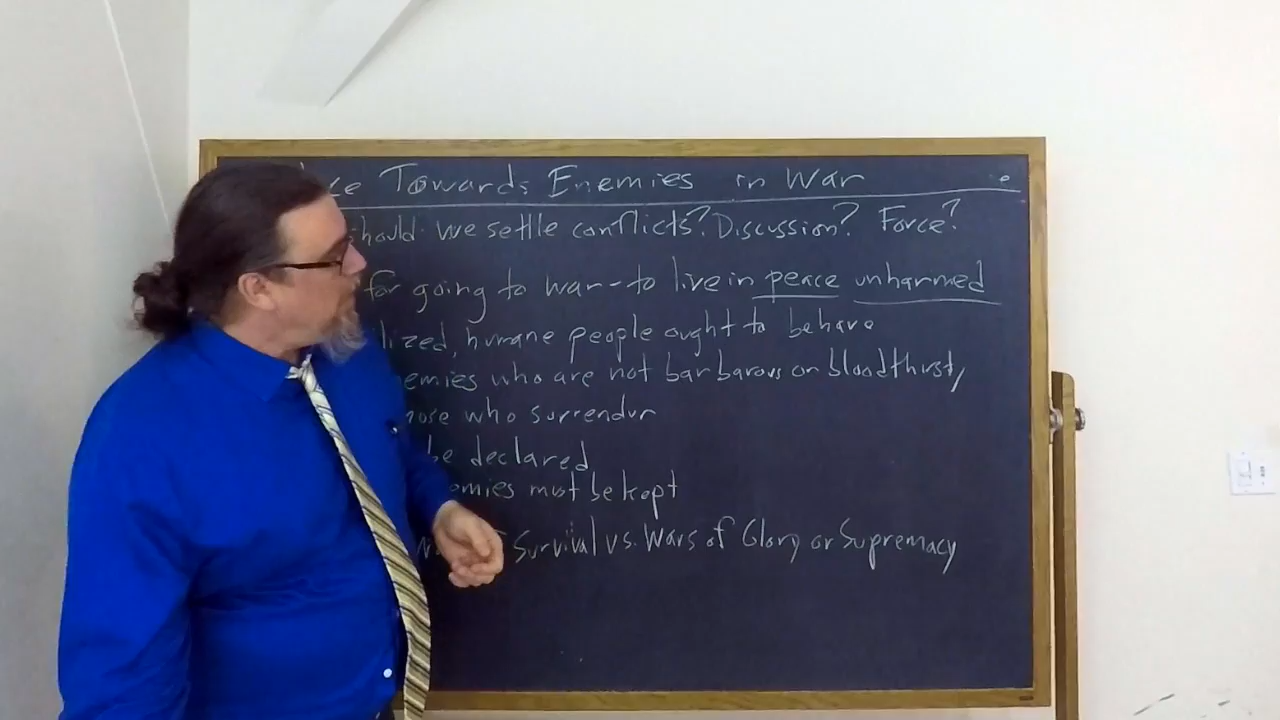 ce Towards Enemies in War
should we settle conflicts? Discussion? Force?
for going to war - to live in peace unharmed
lized, humane people ought to behave
emies who are not barbarous or bloodthirsty
hose who surrender
be declared
emies must be kept
Survival vs. Wars of Glory or Supremacy